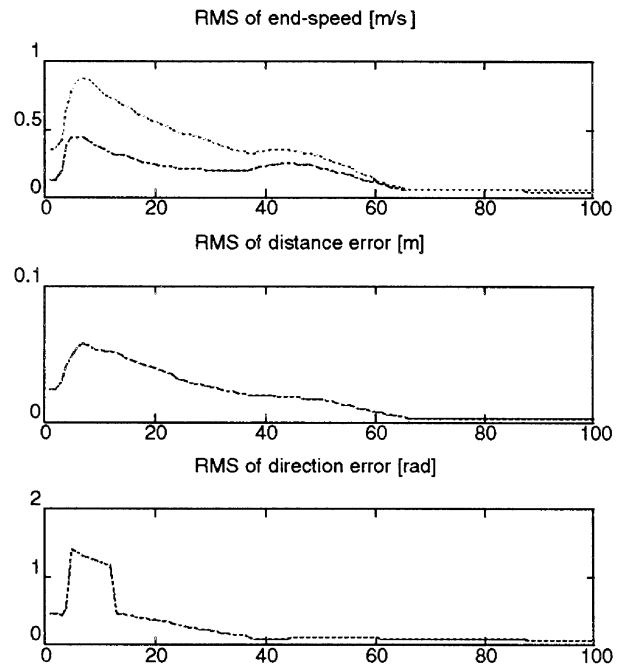 RMS of end-speed [m/s]
1
0.5
0
0 20 40 60 80 100
RMS of distance error [m]
0.1
0
0 20 40 60 80 100
RMS of direction error [rad]
2
1
0
0 20 40 60 80 100